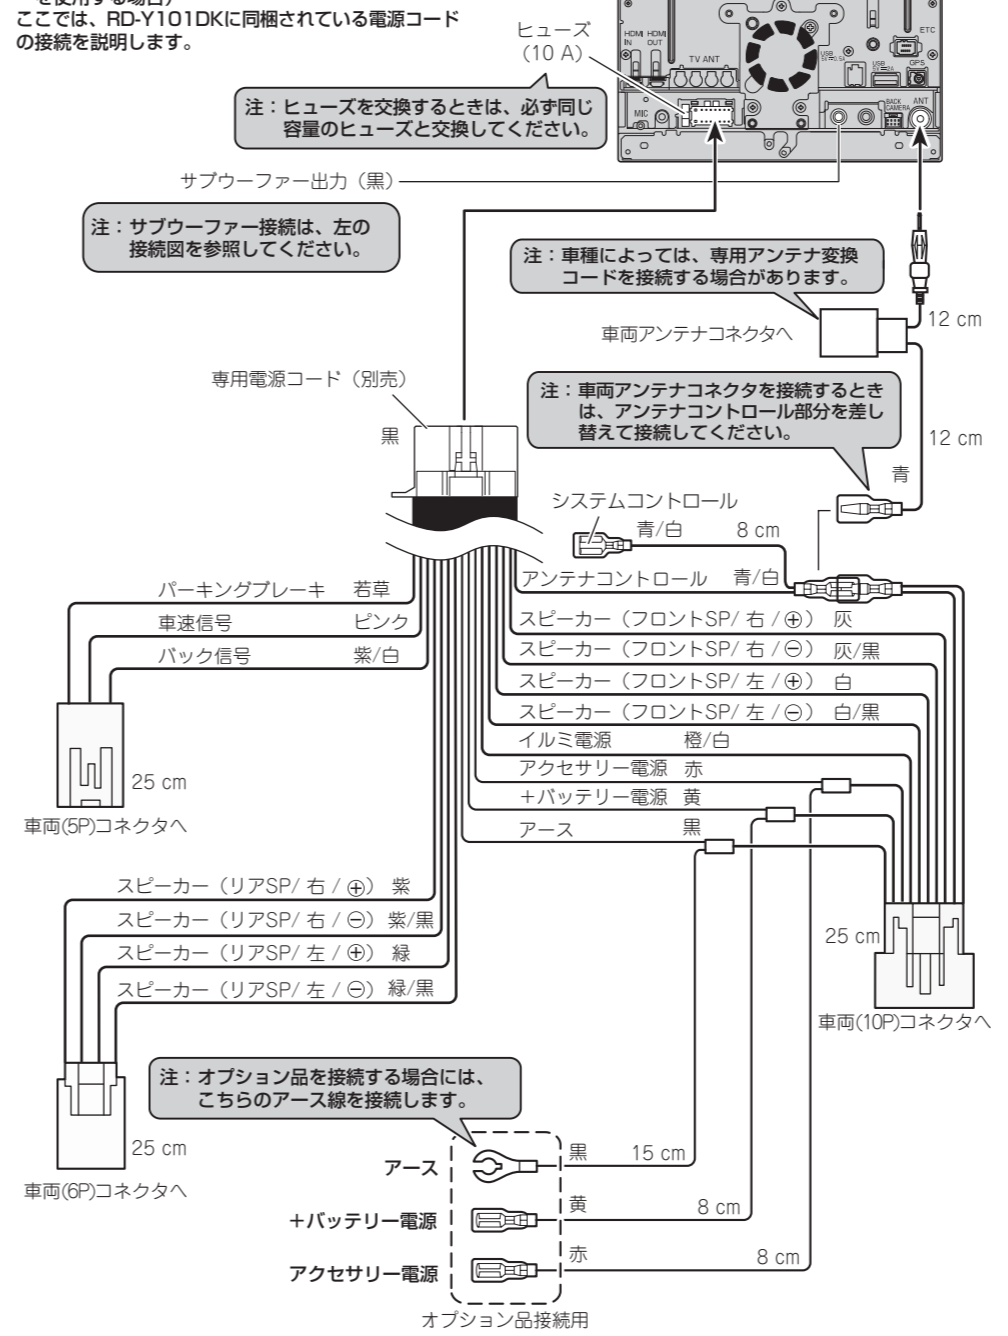 を使用する場合）
ここでは、RD-Y101DKに同梱されている電源コード
の接続を説明します。
ヒューズ
（10 A）
HDMI HDMI
IN OUT
TV ANT
USB
5V⎓2.5A
USB
5V⎓2A
ETC
GPS
MIC
BACK
CAMERA
ANT
注：ヒューズを交換するときは、必ず同じ
容量のヒューズと交換してください。
サブウーファー出力（黒）
注：サブウーファー接続は、左の
接続図を参照してください。
注：車種によっては、専用アンテナ変換
コードを接続する場合があります。
車両アンテナコネクタへ
12 cm
専用電源コード（別売）
黒
注：車両アンテナコネクタを接続するとき
は、アンテナコントロール部分を差し
替えて接続してください。
12 cm
青
システムコントロール
青/白 8 cm
アンテナコントロール 青/白
パーキングブレーキ 若草
車速信号 ピンク
バック信号 紫/白
スピーカー（フロントSP/ 右 /⊕） 灰
スピーカー（フロントSP/ 右 /⊖） 灰/黒
スピーカー（フロントSP/ 左 /⊕） 白
スピーカー（フロントSP/ 左 /⊖） 白/黒
イルミ電源 橙/白
アクセサリー電源 赤
＋バッテリー電源 黄
アース 黒
25 cm
車両(5P)コネクタへ
スピーカー（リアSP/ 右 /⊕） 紫
スピーカー（リアSP/ 右 /⊖） 紫/黒
スピーカー（リアSP/ 左 /⊕） 緑
スピーカー（リアSP/ 左 /⊖） 緑/黒
25 cm
車両(10P)コネクタへ
注：オプション品を接続する場合には、
こちらのアース線を接続します。
25 cm
車両(6P)コネクタへ
アース 黒 15 cm
＋バッテリー電源 黄 8 cm
アクセサリー電源 赤 8 cm
オプション品接続用